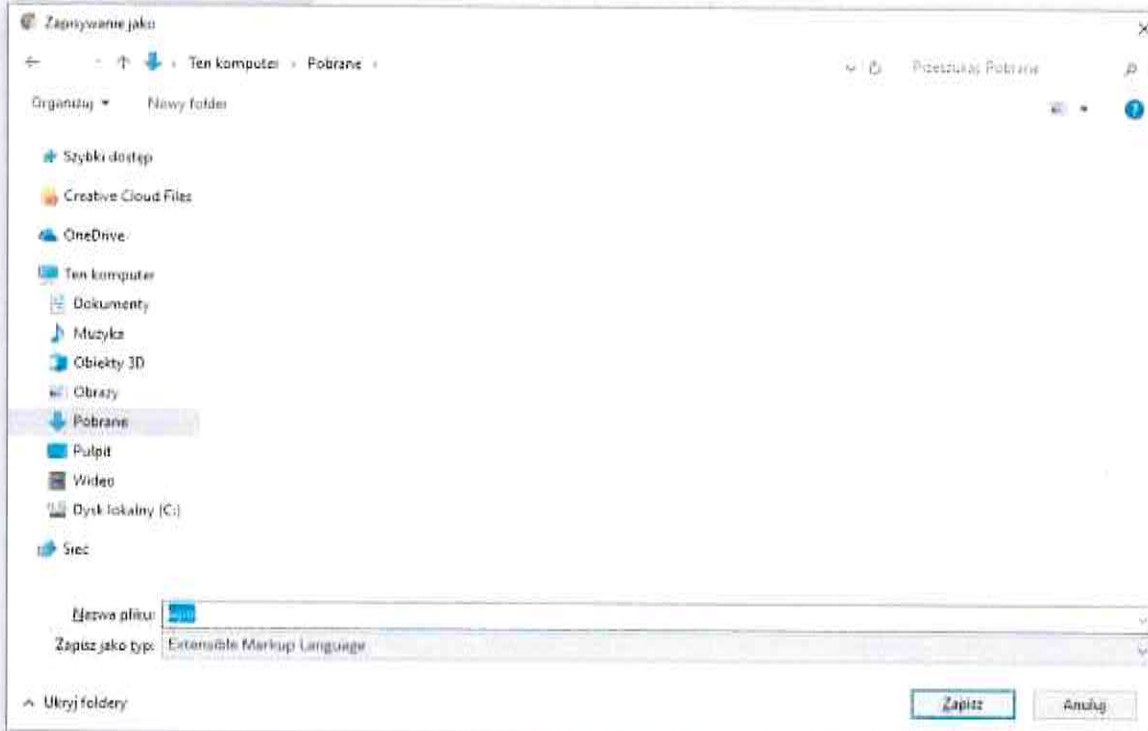 Zapisywanie jako
Ten komputer › Pobrane ›
Przeszukaj: Pobrane
Organizuj
Nowy folder
Szybki dostęp
Creative Cloud Files
OneDrive
Ten komputer
Dokumenty
Muzyka
Obiekty 3D
Obrazy
Pobrane
Pulpit
Wideo
Dysk lokalny (C:)
Sieć
Nazwa pliku:
Zapisz jako typ: Extensible Markup Language
Ukryj foldery
Zapisz
Anuluj